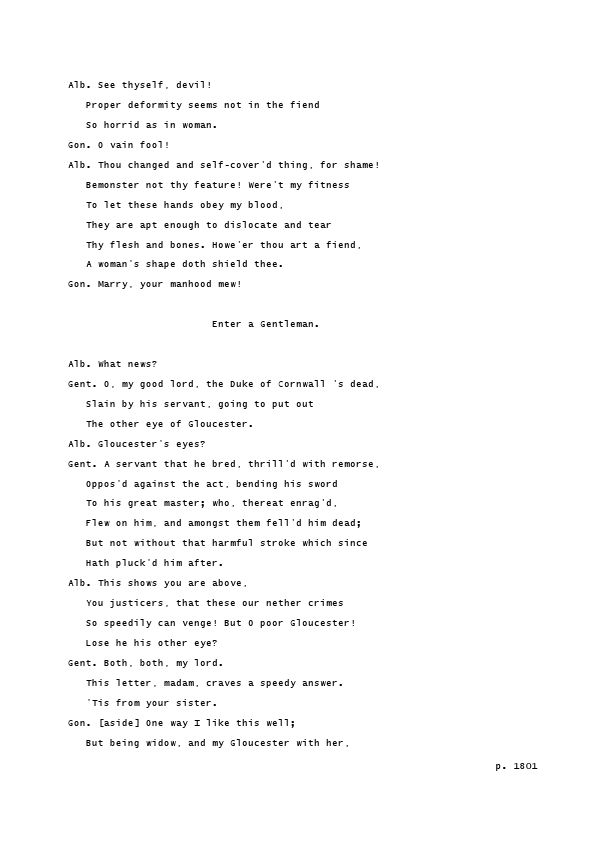 Alb. See thyself, devil!
Proper deformity seems not in the fiend
So horrid as in woman.
Gon. O vain fool!
Alb. Thou changed and self-cover'd thing, for shame!
Bemonster not thy feature! Were't my fitness
To let these hands obey my blood,
They are apt enough to dislocate and tear
Thy flesh and bones. Howe'er thou art a fiend,
A woman's shape doth shield thee.
Gon. Marry, your manhood mew!
Enter a Gentleman.
Alb. What news?
Gent. O, my good lord, the Duke of Cornwall 's dead,
Slain by his servant, going to put out
The other eye of Gloucester.
Alb. Gloucester's eyes?
Gent. A servant that he bred, thrill'd with remorse,
Oppos'd against the act, bending his sword
To his great master; who, thereat enrag'd,
Flew on him, and amongst them fell'd him dead;
But not without that harmful stroke which since
Hath pluck'd him after.
Alb. This shows you are above,
You justicers, that these our nether crimes
So speedily can venge! But O poor Gloucester!
Lose he his other eye?
Gent. Both, both, my lord.
This letter, madam, craves a speedy answer.
'Tis from your sister.
Gon. [aside] One way I like this well;
But being widow, and my Gloucester with her,
p. 1801